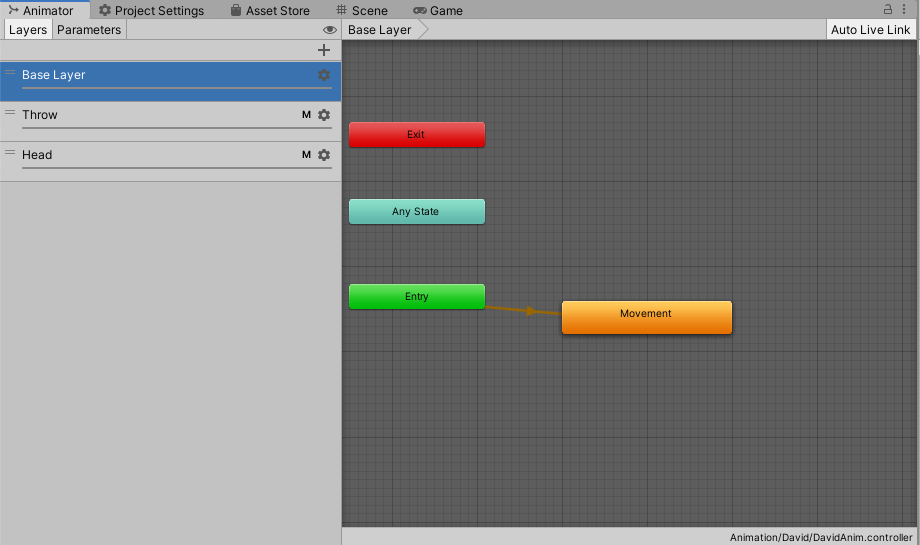 Animator Project Settings Asset Store Scene Game
Layers Parameters
Base Layer
Auto Live Link
Base Layer
Throw M
Head M
Exit
Any State
Entry
Movement
Animation/David/DavidAnim.controller